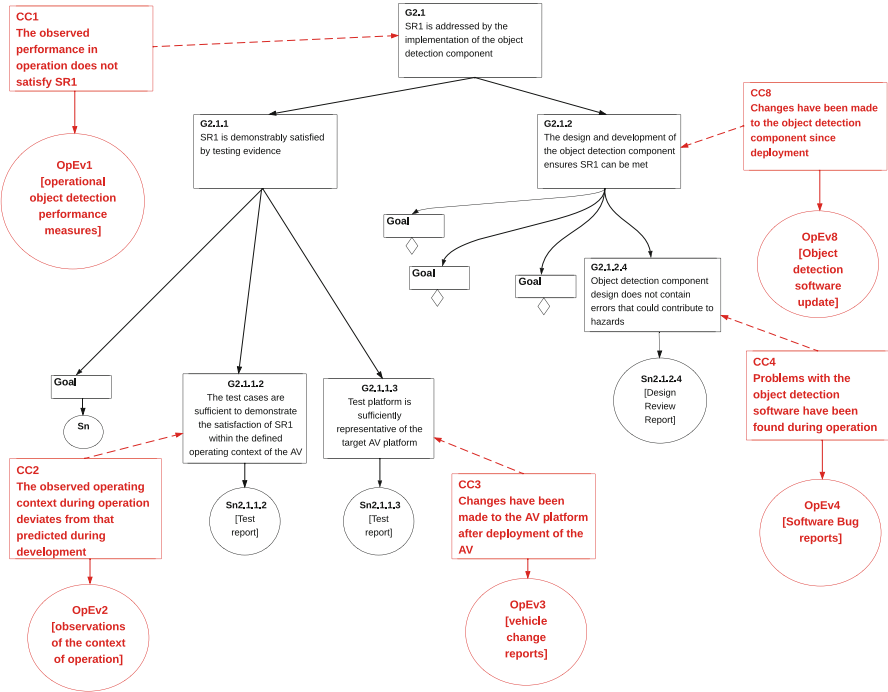 CC1
The observed
performance in
operation does not
satisfy SR1
G2.1
SR1 is addressed by the
implementation of the object
detection component
G2.1.1
SR1 is demonstrably satisfied
by testing evidence
G2.1.2
The design and development of
the object detection component
ensures SR1 can be met
CC8
Changes have been made
to the object detection
component since
deployment
OpEv1
[operational
object detection
performance
measures]
Goal
Goal
Goal
G2.1.2.4
Object detection component
design does not contain
errors that could contribute to
hazards
OpEv8
[Object
detection
software
update]
Goal
Sn
G2.1.1.2
The test cases are
sufficient to demonstrate
the satisfaction of SR1
within the defined
operating context of the AV
G2.1.1.3
Test platform is
sufficiently
representative of the
target AV platform
Sn2.1.2.4
[Design
Review
Report]
CC4
Problems with the
object detection
software have been
found during operation
CC2
The observed operating
context during operation
deviates from that
predicted during
development
Sn2.1.1.2
[Test
report]
Sn2.1.1.3
[Test
report]
CC3
Changes have been
made to the AV platform
after deployment of the
AV
OpEv4
[Software Bug
reports]
OpEv2
[observations
of the context
of operation]
OpEv3
[vehicle
change
reports]